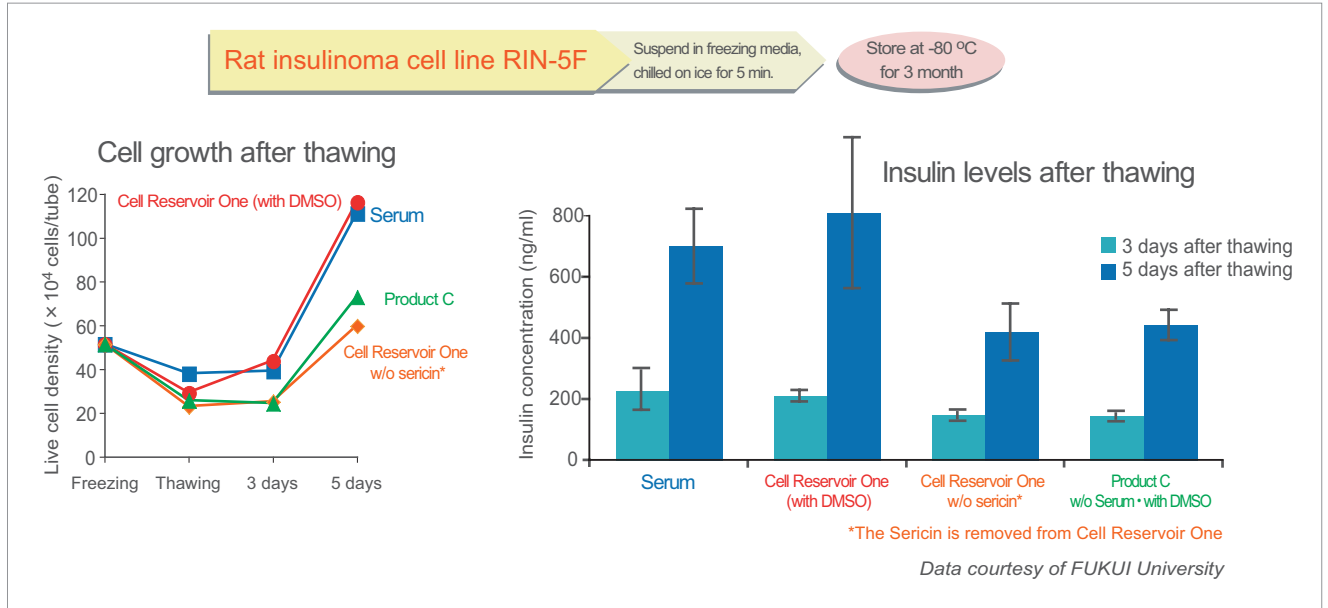 Rat insulinoma cell line RIN-5F
Suspend in freezing media,
chilled on ice for 5 min.
Store at -80 ºC
for 3 month
Cell growth after thawing
Live cell density ( × 10⁴ cells/tube)
120
100
80
60
40
20
0
Cell Reservoir One (with DMSO)
Serum
Product C
Cell Reservoir One
w/o sericin*
Freezing
Thawing
3 days
5 days
Insulin levels after thawing
Insulin concentration (ng/ml)
800
600
400
200
0
3 days after thawing
5 days after thawing
Serum
Cell Reservoir One
(with DMSO)
Cell Reservoir One
w/o sericin*
Product C
w/o Serum・with DMSO
*The Sericin is removed from Cell Reservoir One
Data courtesy of FUKUI University